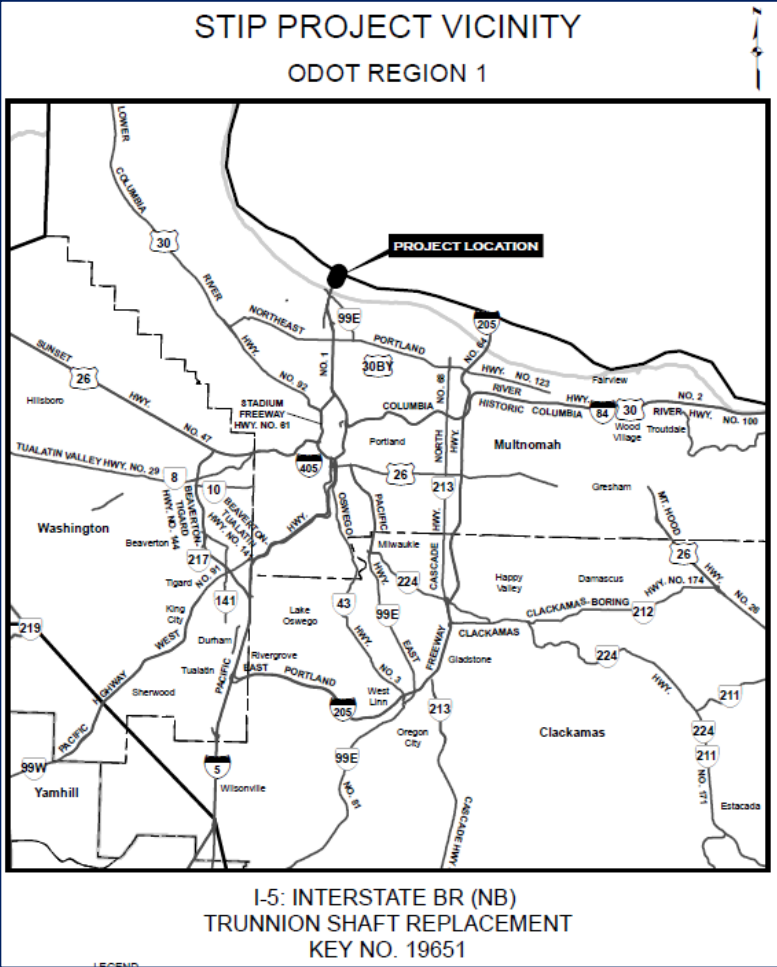 STIP PROJECT VICINITY
ODOT REGION 1
N
LOWER
COLUMBIA
30
RIVER
HWY.
NO. 92
PROJECT LOCATION
99E
205
NORTHEAST
PORTLAND
NO. 1
30BY
NO. 64
HWY. NO. 123
SUNSET
26
HWY.
NO. 47
Hillsboro
STADIUM
FREEWAY
HWY. NO. 61
COLUMBIA
NO. 68
RIVER
HWY.
HISTORIC COLUMBIA
Fairview
84
30
NO. 2
RIVER HWY.
NO. 100
Wood
Village
Troutdale
Portland
NORTH
HWY.
Multnomah
TUALATIN VALLEY HWY. NO. 29
8
10
405
26
213
Gresham
MT. HOOD
26
HWY.
NO. 26
Washington
Beaverton
BEAVERTON-
TIGARD
HWY. NO. 144
BEAVERTON-
TUALATIN
HWY. NO. 141
HWY.
OSWEGO
PACIFIC
Milwaukie
HWY.
CASCADE HWY.
217
NO. 91
Tigard
141
224
Happy
Valley
Damascus
HWY. NO. 174
CLACKAMAS-BORING
212
King
City
Lake
Oswego
43
99E
219
WEST
Durham
HWY.
EAST
FREEWAY
CLACKAMAS
Gladstone
224
HWY.
Rivergrove
Tualatin
PACIFIC
EAST PORTLAND
NO. 3
HIGHWAY
Sherwood
205
West
Linn
213
211
Oregon
City
Clackamas
224
PACIFIC
99W
5
99E
211
Yamhill
Wilsonville
NO. 81
NO. 171
Estacada
CASCADE HWY
I-5: INTERSTATE BR (NB)
TRUNNION SHAFT REPLACEMENT
KEY NO. 19651
LEGEND